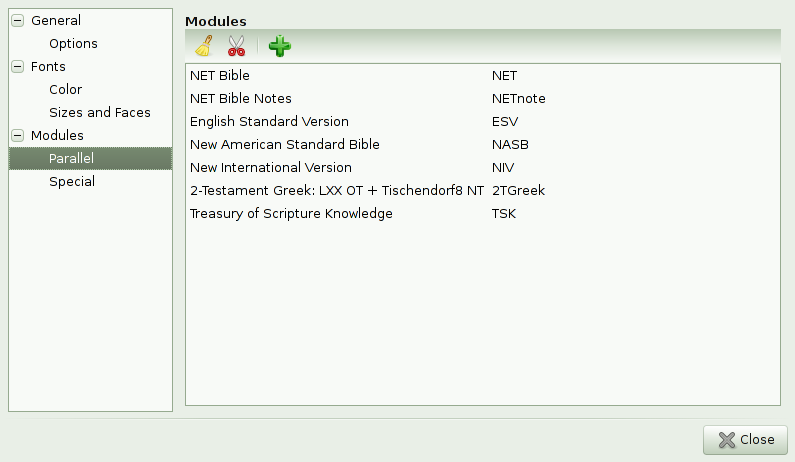 General
Options
Fonts
Color
Sizes and Faces
Modules
Parallel
Special
Modules
NET Bible NET
NET Bible Notes NETnote
English Standard Version ESV
New American Standard Bible NASB
New International Version NIV
2-Testament Greek: LXX OT + Tischendorf8 NT 2TGreek
Treasury of Scripture Knowledge TSK
Close